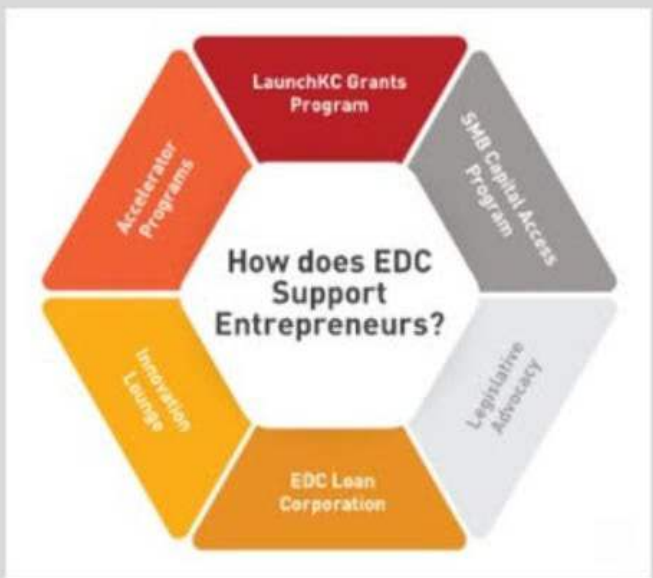 LaunchKC Grants
Program
SMB Capital Access
Program
Legislative
Advocacy
EDC Loan
Corporation
Innovation
Lounge
Accelerator
Programs
How does EDC
Support
Entrepreneurs?